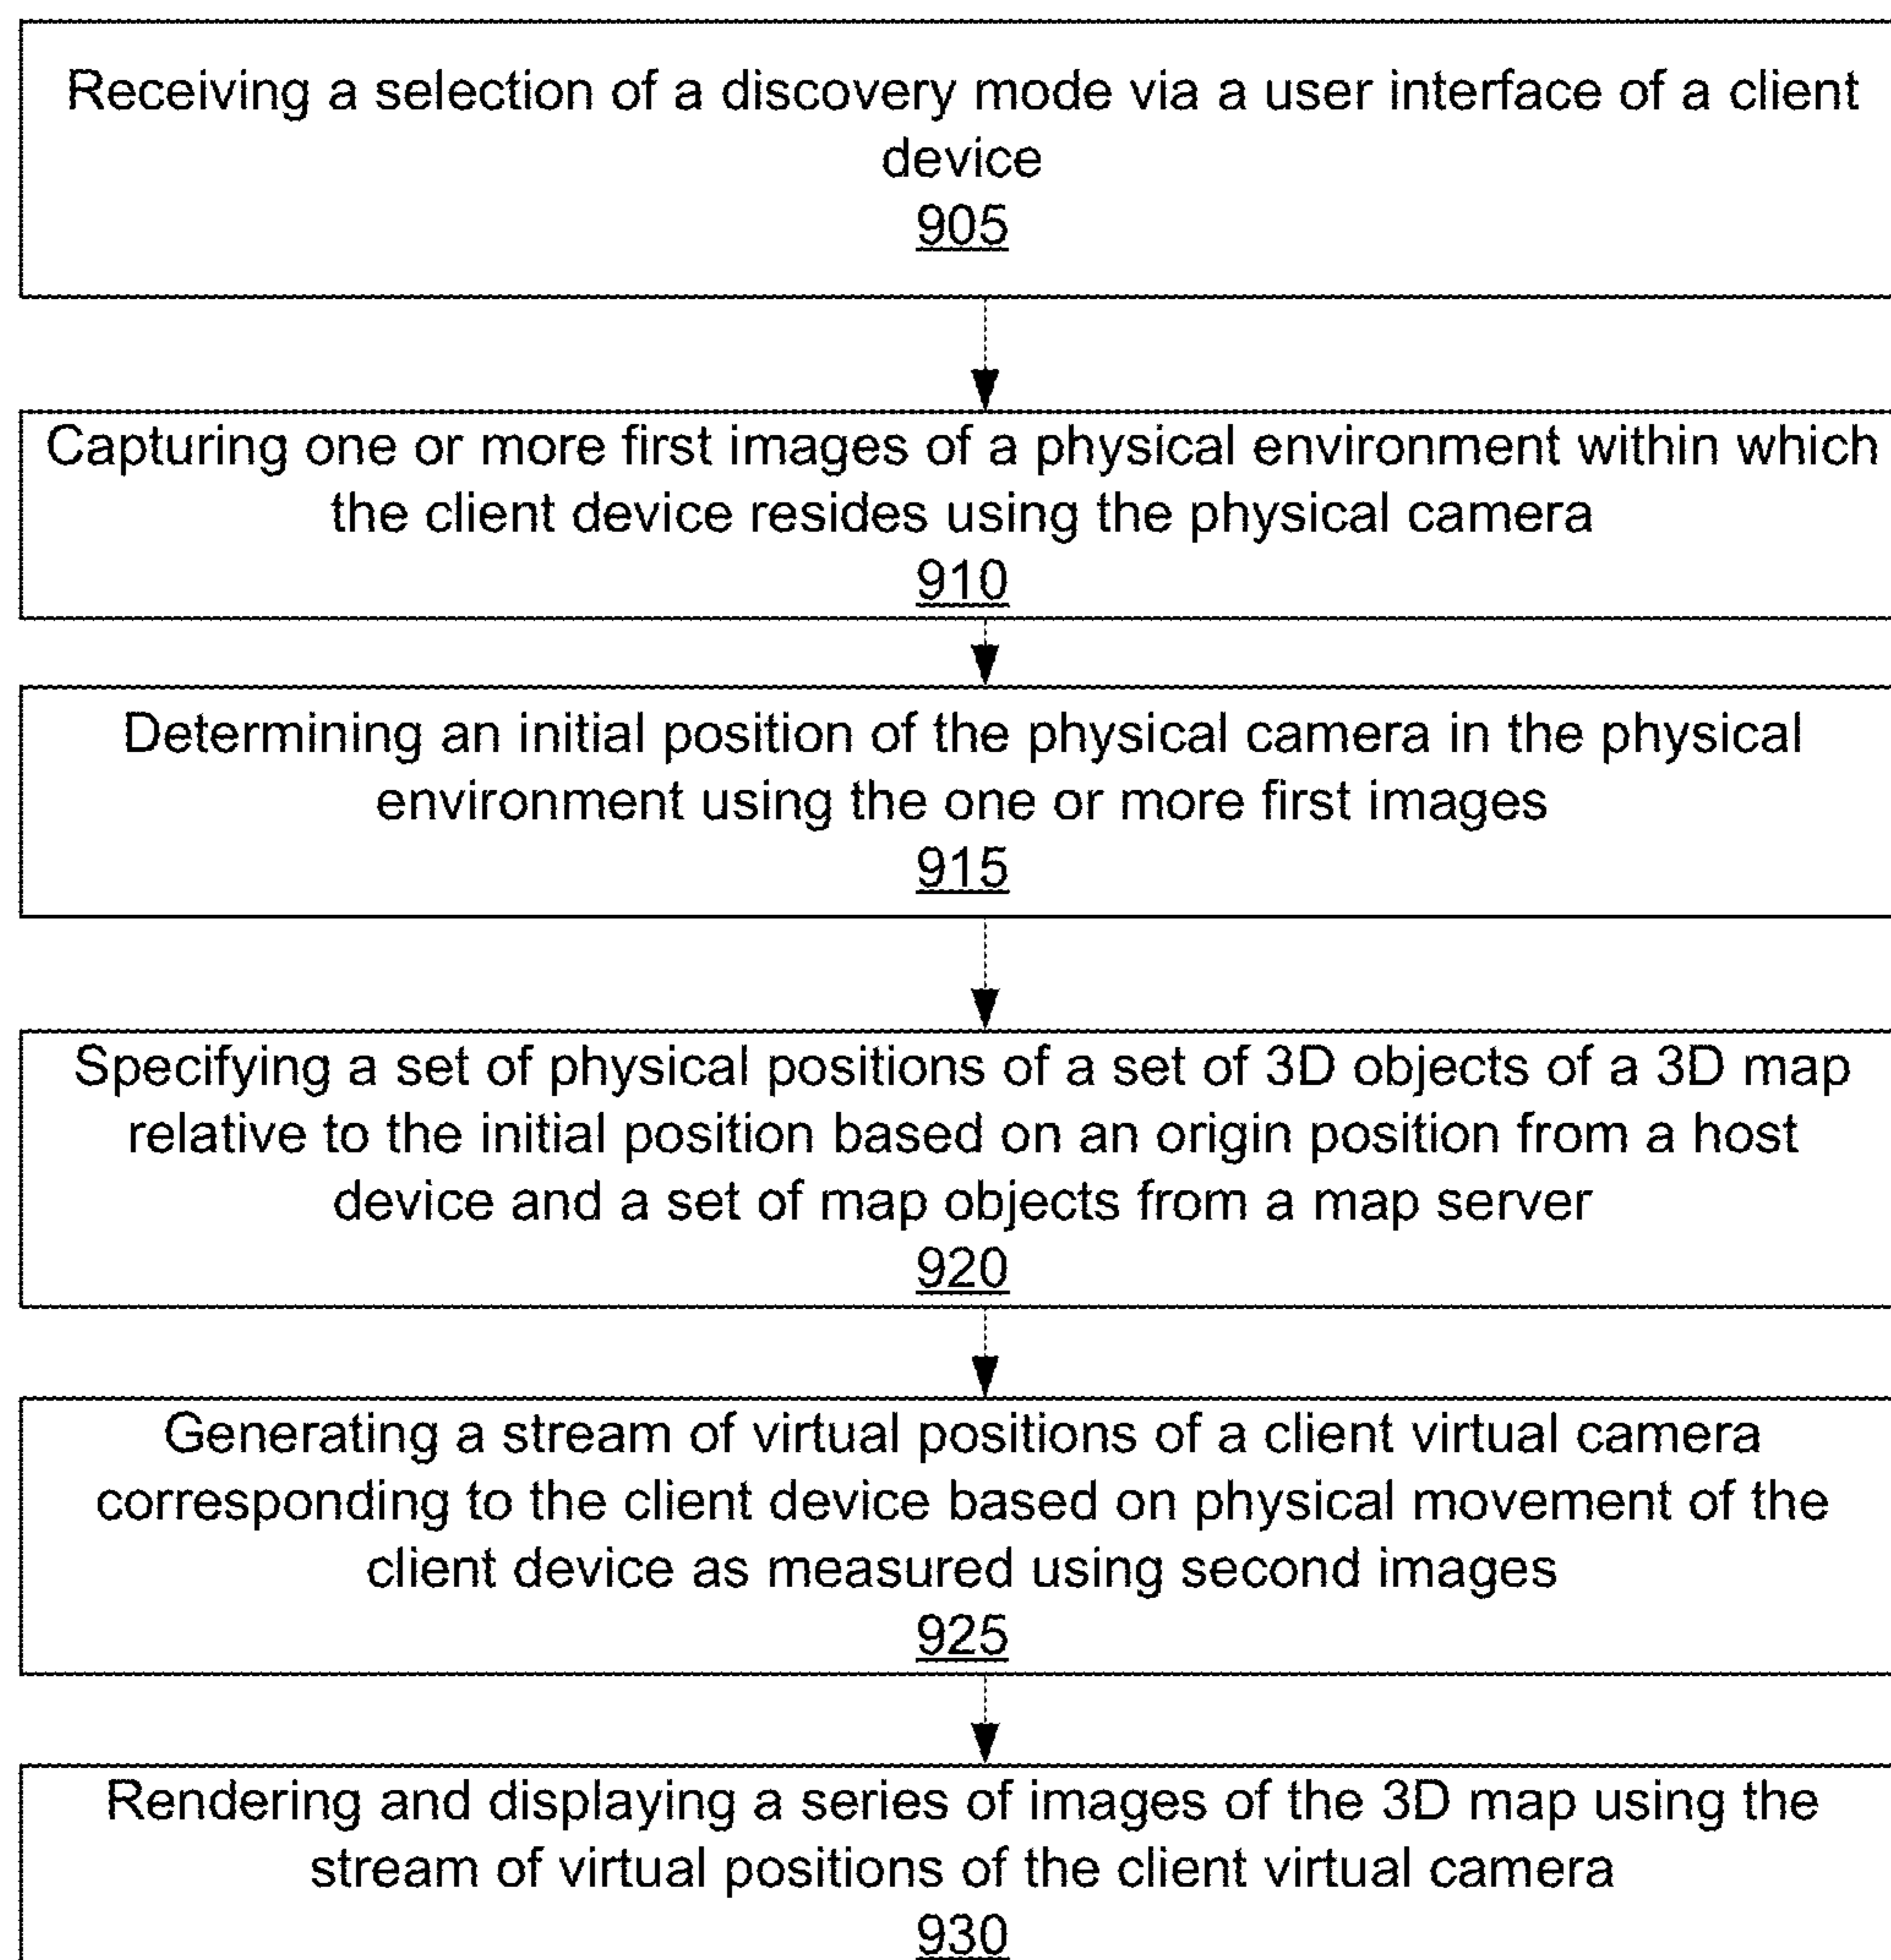 Receiving a selection of a discovery mode via a user interface of a client
device
905
Capturing one or more first images of a physical environment within which
the client device resides using the physical camera
910
Determining an initial position of the physical camera in the physical
environment using the one or more first images
915
Specifying a set of physical positions of a set of 3D objects of a 3D map
relative to the initial position based on an origin position from a host
device and a set of map objects from a map server
920
Generating a stream of virtual positions of a client virtual camera
corresponding to the client device based on physical movement of the
client device as measured using second images
925
Rendering and displaying a series of images of the 3D map using the
stream of virtual positions of the client virtual camera
930